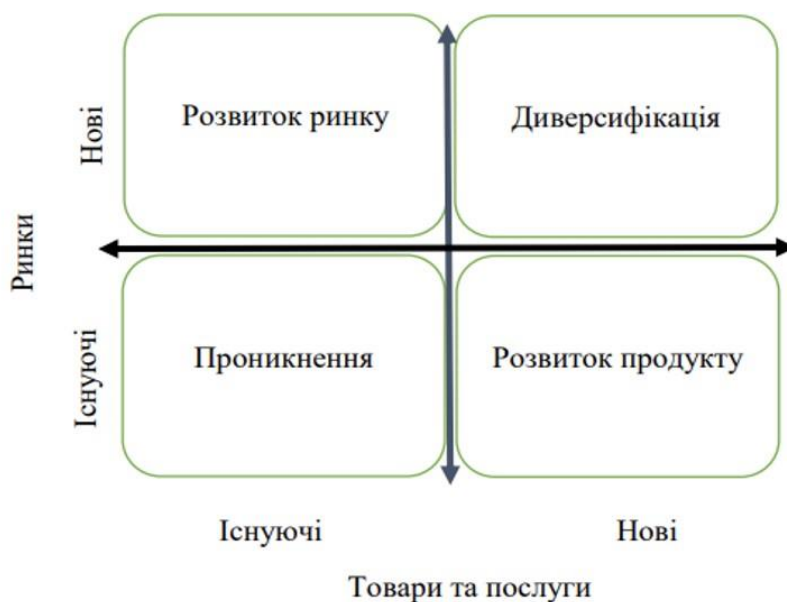 Нові
Розвиток ринку
Диверсифікація
Ринки
Існуючі
Проникнення
Розвиток продукту
Існуючі
Нові
Товари та послуги